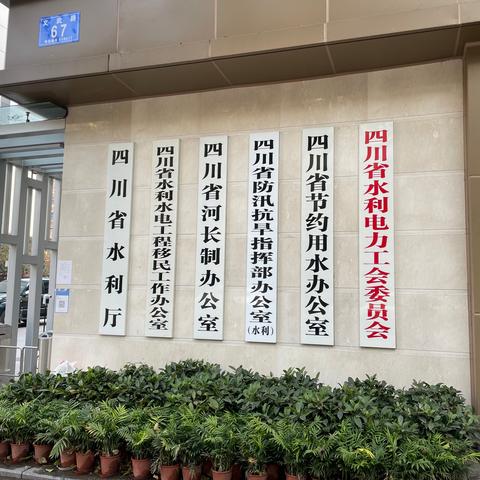 67
四川省水利厅
四川省水利水电工程移民工作办公室
四川省河长制办公室
四川省防汛抗旱指挥部办公室
(水利)
四川省节约用水办公室
四川省水利电力工会委员会